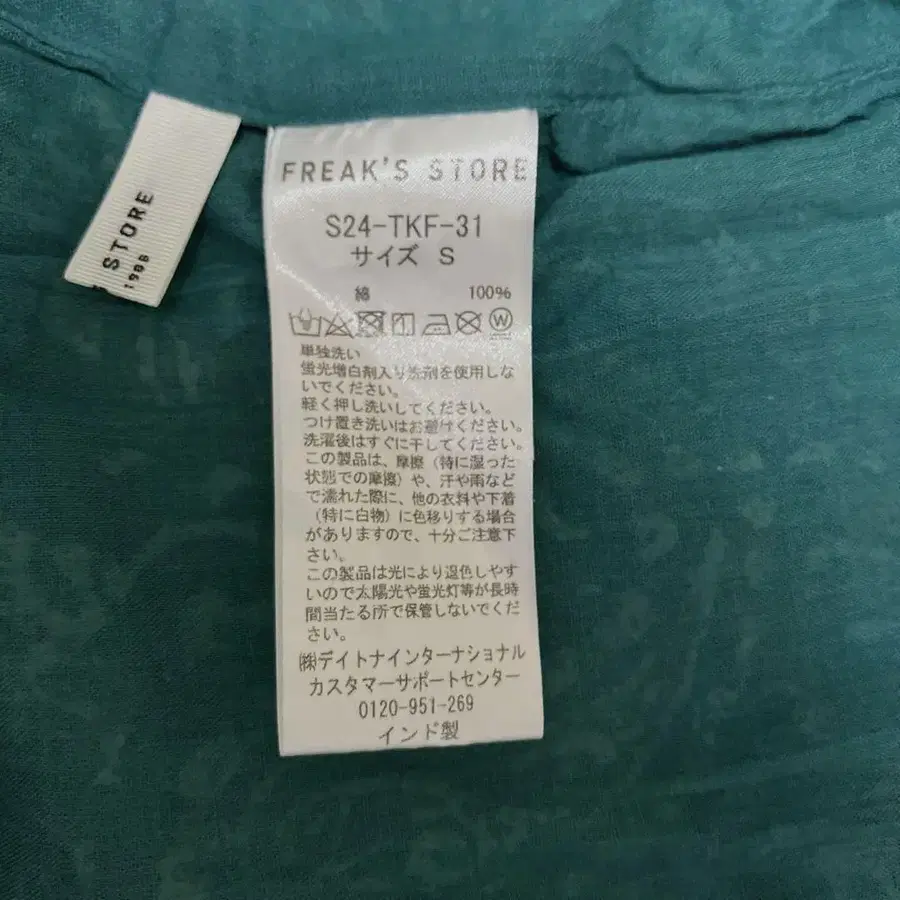 STORE
1986
FREAK'S STORE
S24-TKF-31
サイズ S
綿 100%
単独洗い
蛍光増白剤入り洗剤を使用しな
いでください。
軽く押し洗いしてください。
つけ置き洗いはお避けください。
洗濯後はすぐに干してください。
この製品は、摩擦（特に湿った
状態での摩擦）や、汗や雨など
で濡れた際に、他の衣料や下着
（特に白物）に色移りする場合
がありますので、十分ご注意下
さい。
この製品は光により退色しやす
いので太陽光や蛍光灯等が長時
間当たる所で保管しないでくだ
さい。
㈱デイトナインターナショナル
カスタマーサポートセンター
0120-951-269
インド製